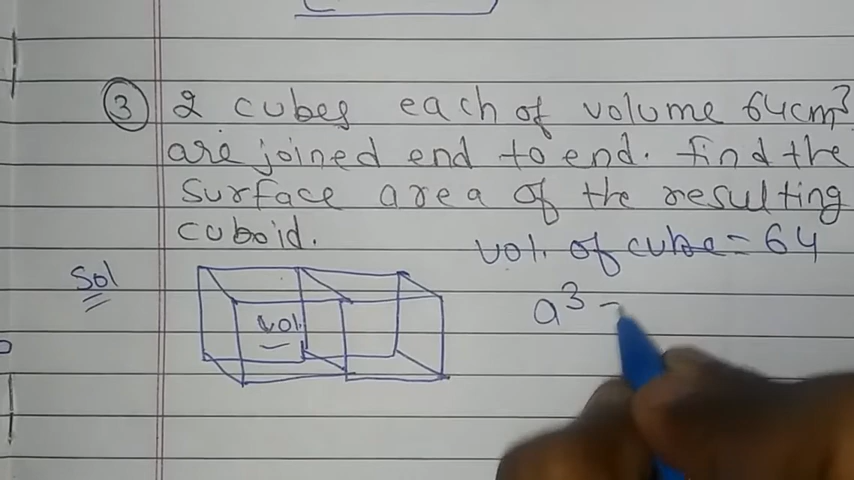 3 2 cubes each of volume 64cm³
are joined end to end. find the
surface area of the resulting
cuboid.
vol. of cube = 64
Sol
vol.
a³ -